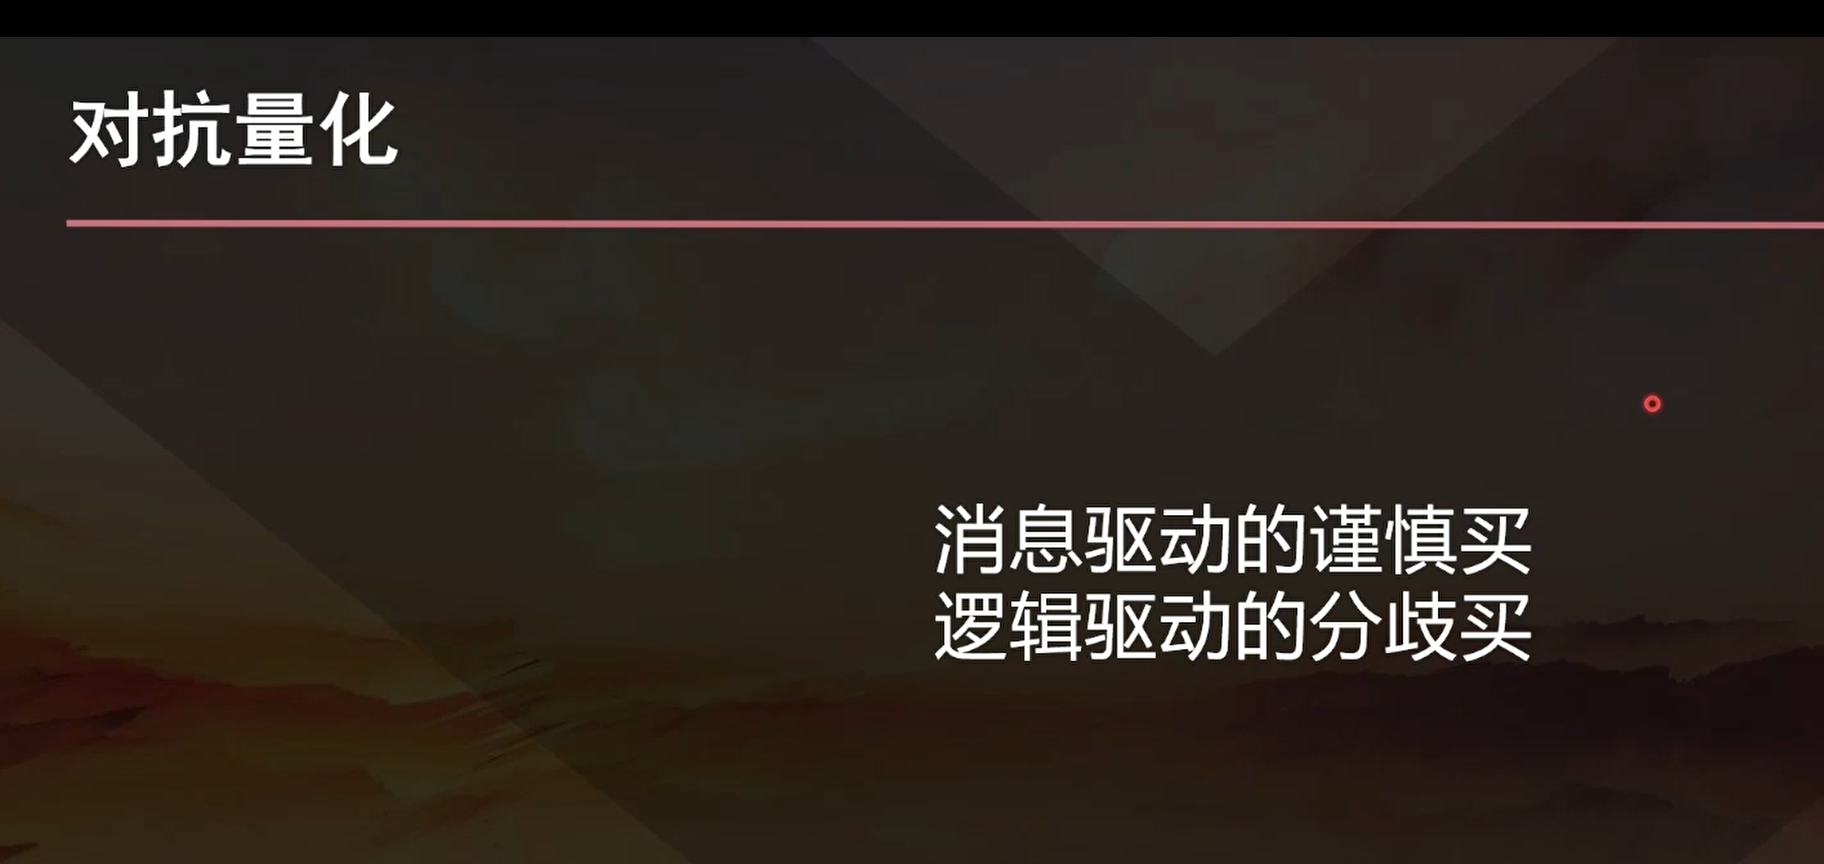 对抗量化
消息驱动的谨慎买
逻辑驱动的分歧买